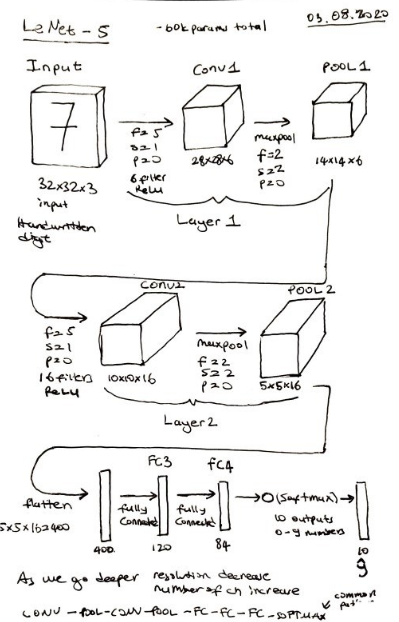 LeNet - 5
- 60k params total
03.08.2020
Input
Conv1
POOL1
7
f=5
s=1
p=0
6 filter
ReLu
28x28x6
maxpool
f=2
s=2
p=0
14x14x6
32x32x3
input
Handwritten
digit
Layer 1
CONV2
POOL2
f=5
s=1
p=0
16 filters
ReLu
10x10x16
maxpool
f=2
s=2
p=0
5x5x16
Layer2
FC3
FC4
flatten
5x5x16=400
400
fully
Connected
120
fully
Connected
84
O(softmax)
10 outputs
0-9 numbers
10
ŷ
As we go deeper resolution decrease
number of ch increase
common
CONV - POOL - CONV - POOL - FC - FC - FC - SOFTMAX